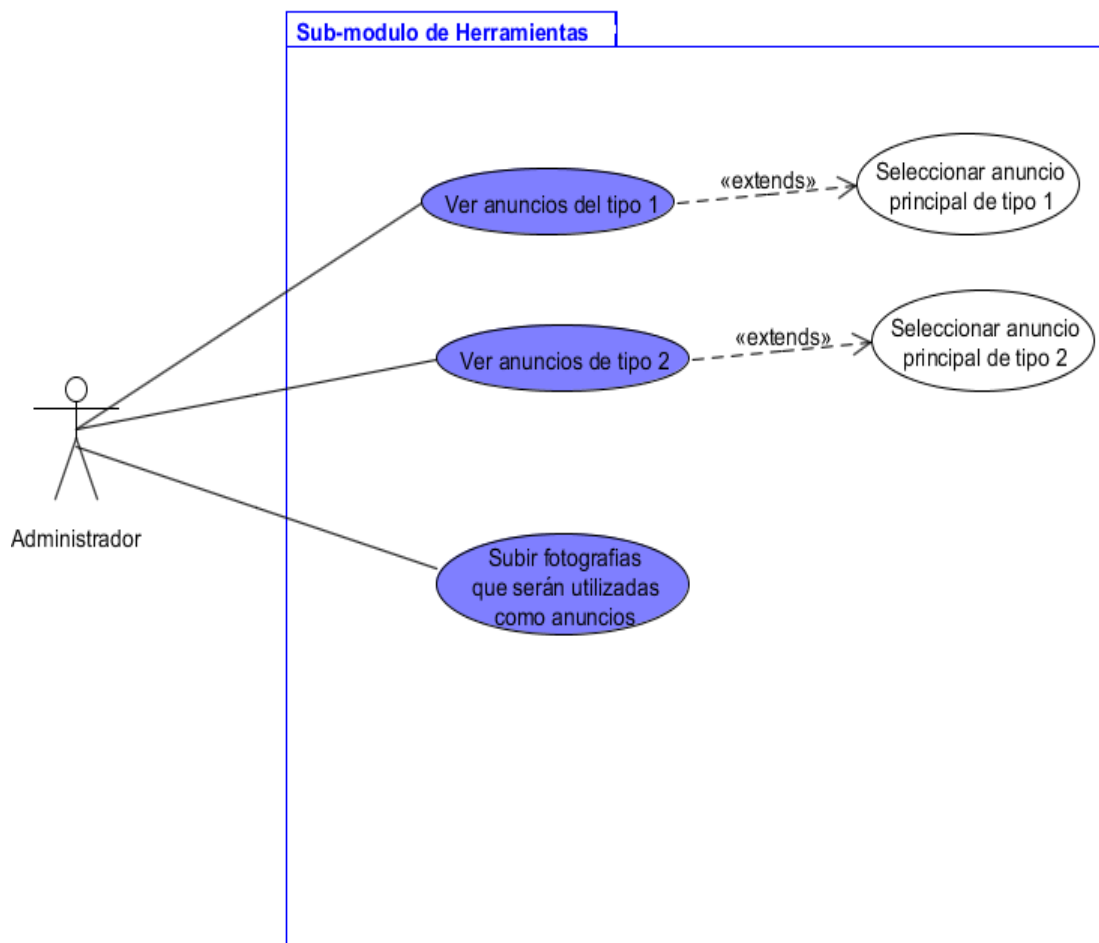 Sub-modulo de Herramientas
Ver anuncios del tipo 1
«extends»
Seleccionar anuncio
principal de tipo 1
Ver anuncios de tipo 2
«extends»
Seleccionar anuncio
principal de tipo 2
Administrador
Subir fotografias
que serán utilizadas
como anuncios